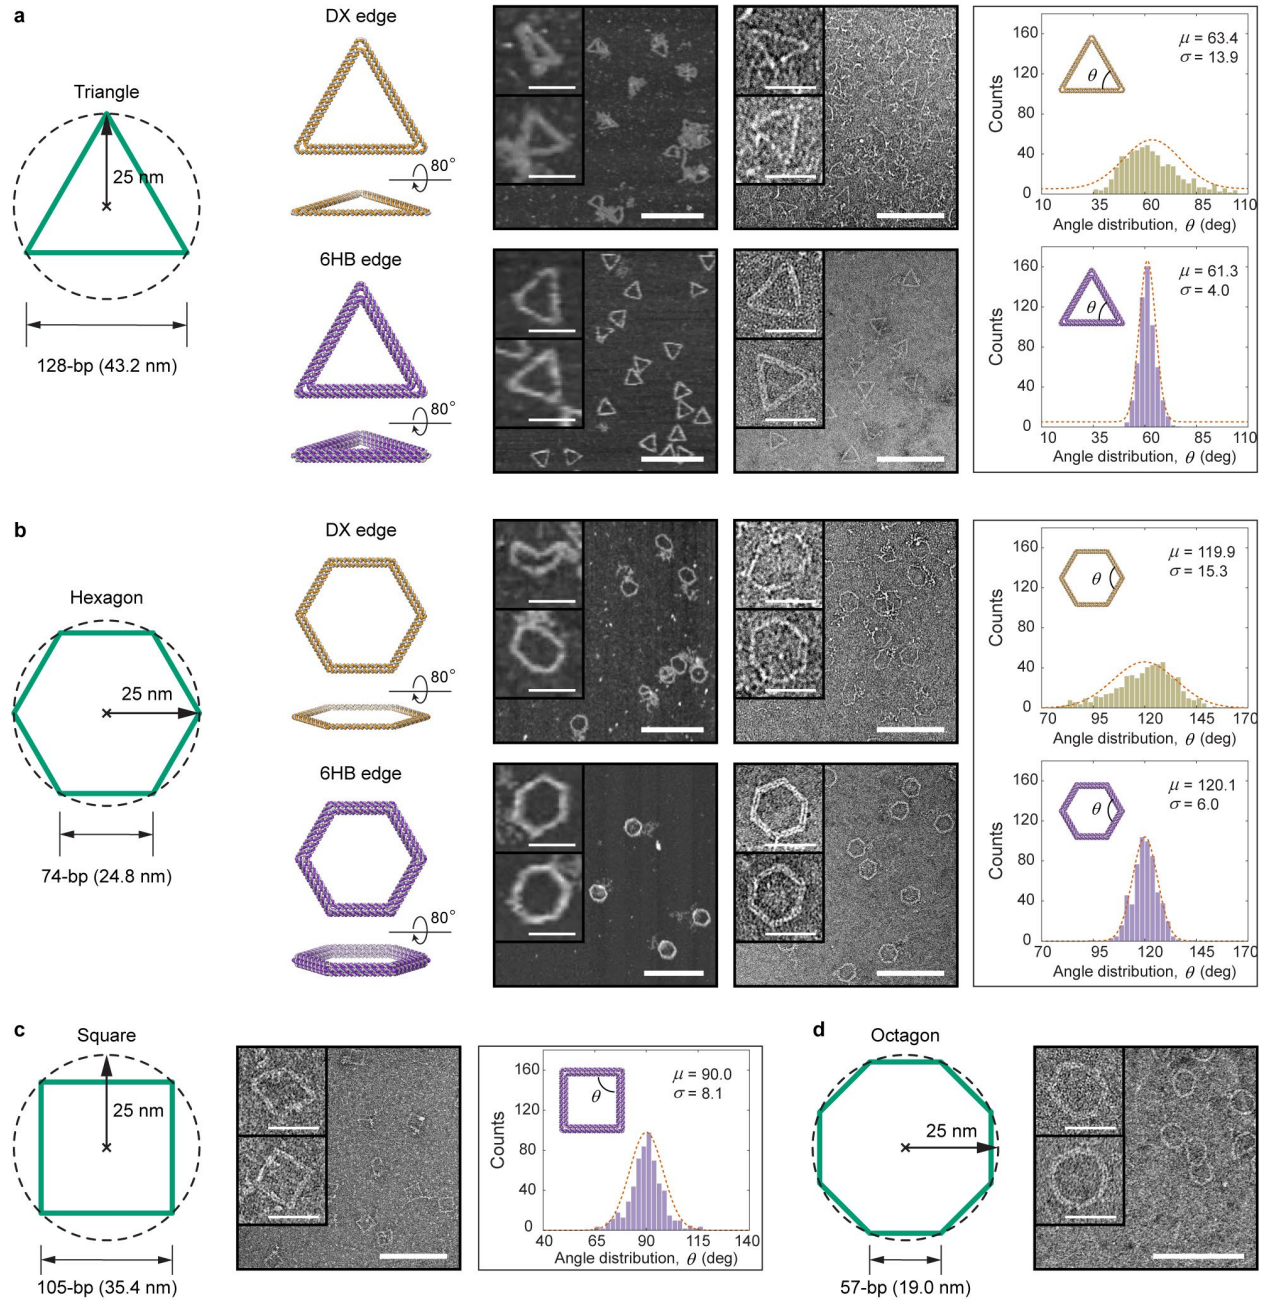 a
DX edge
Triangle
25 nm
128-bp (43.2 nm)
80°
6HB edge
80°
μ = 63.4
σ = 13.9
θ
Counts
160
120
80
40
0
10 35 60 85 110
Angle distribution, θ (deg)
μ = 61.3
σ = 4.0
θ
Counts
160
120
80
40
0
10 35 60 85 110
Angle distribution, θ (deg)
b
DX edge
Hexagon
25 nm
74-bp (24.8 nm)
80°
6HB edge
80°
μ = 119.9
σ = 15.3
θ
Counts
160
120
80
40
0
70 95 120 145 170
Angle distribution, θ (deg)
μ = 120.1
σ = 6.0
θ
Counts
160
120
80
40
0
70 95 120 145 170
Angle distribution, θ (deg)
c
Square
25 nm
105-bp (35.4 nm)
μ = 90.0
σ = 8.1
θ
Counts
160
120
80
40
0
40 65 90 115 140
Angle distribution, θ (deg)
d
Octagon
25 nm
57-bp (19.0 nm)